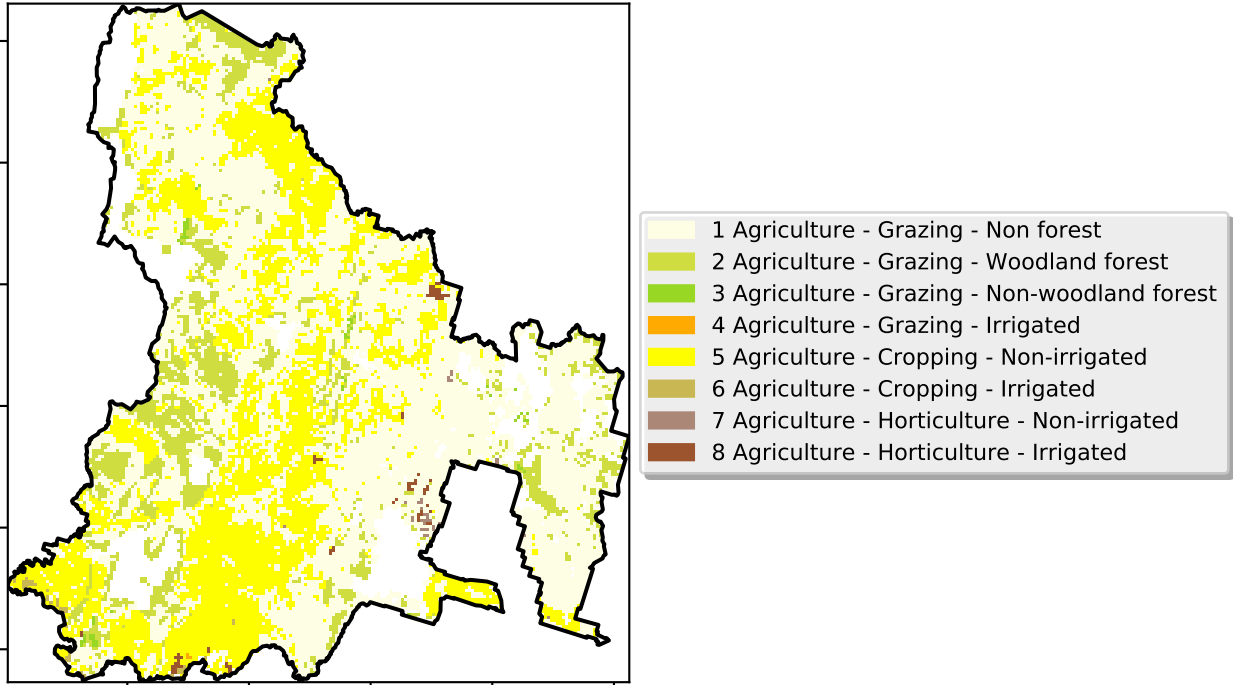 1 Agriculture - Grazing - Non forest
2 Agriculture - Grazing - Woodland forest
3 Agriculture - Grazing - Non-woodland forest
4 Agriculture - Grazing - Irrigated
5 Agriculture - Cropping - Non-irrigated
6 Agriculture - Cropping - Irrigated
7 Agriculture - Horticulture - Non-irrigated
8 Agriculture - Horticulture - Irrigated